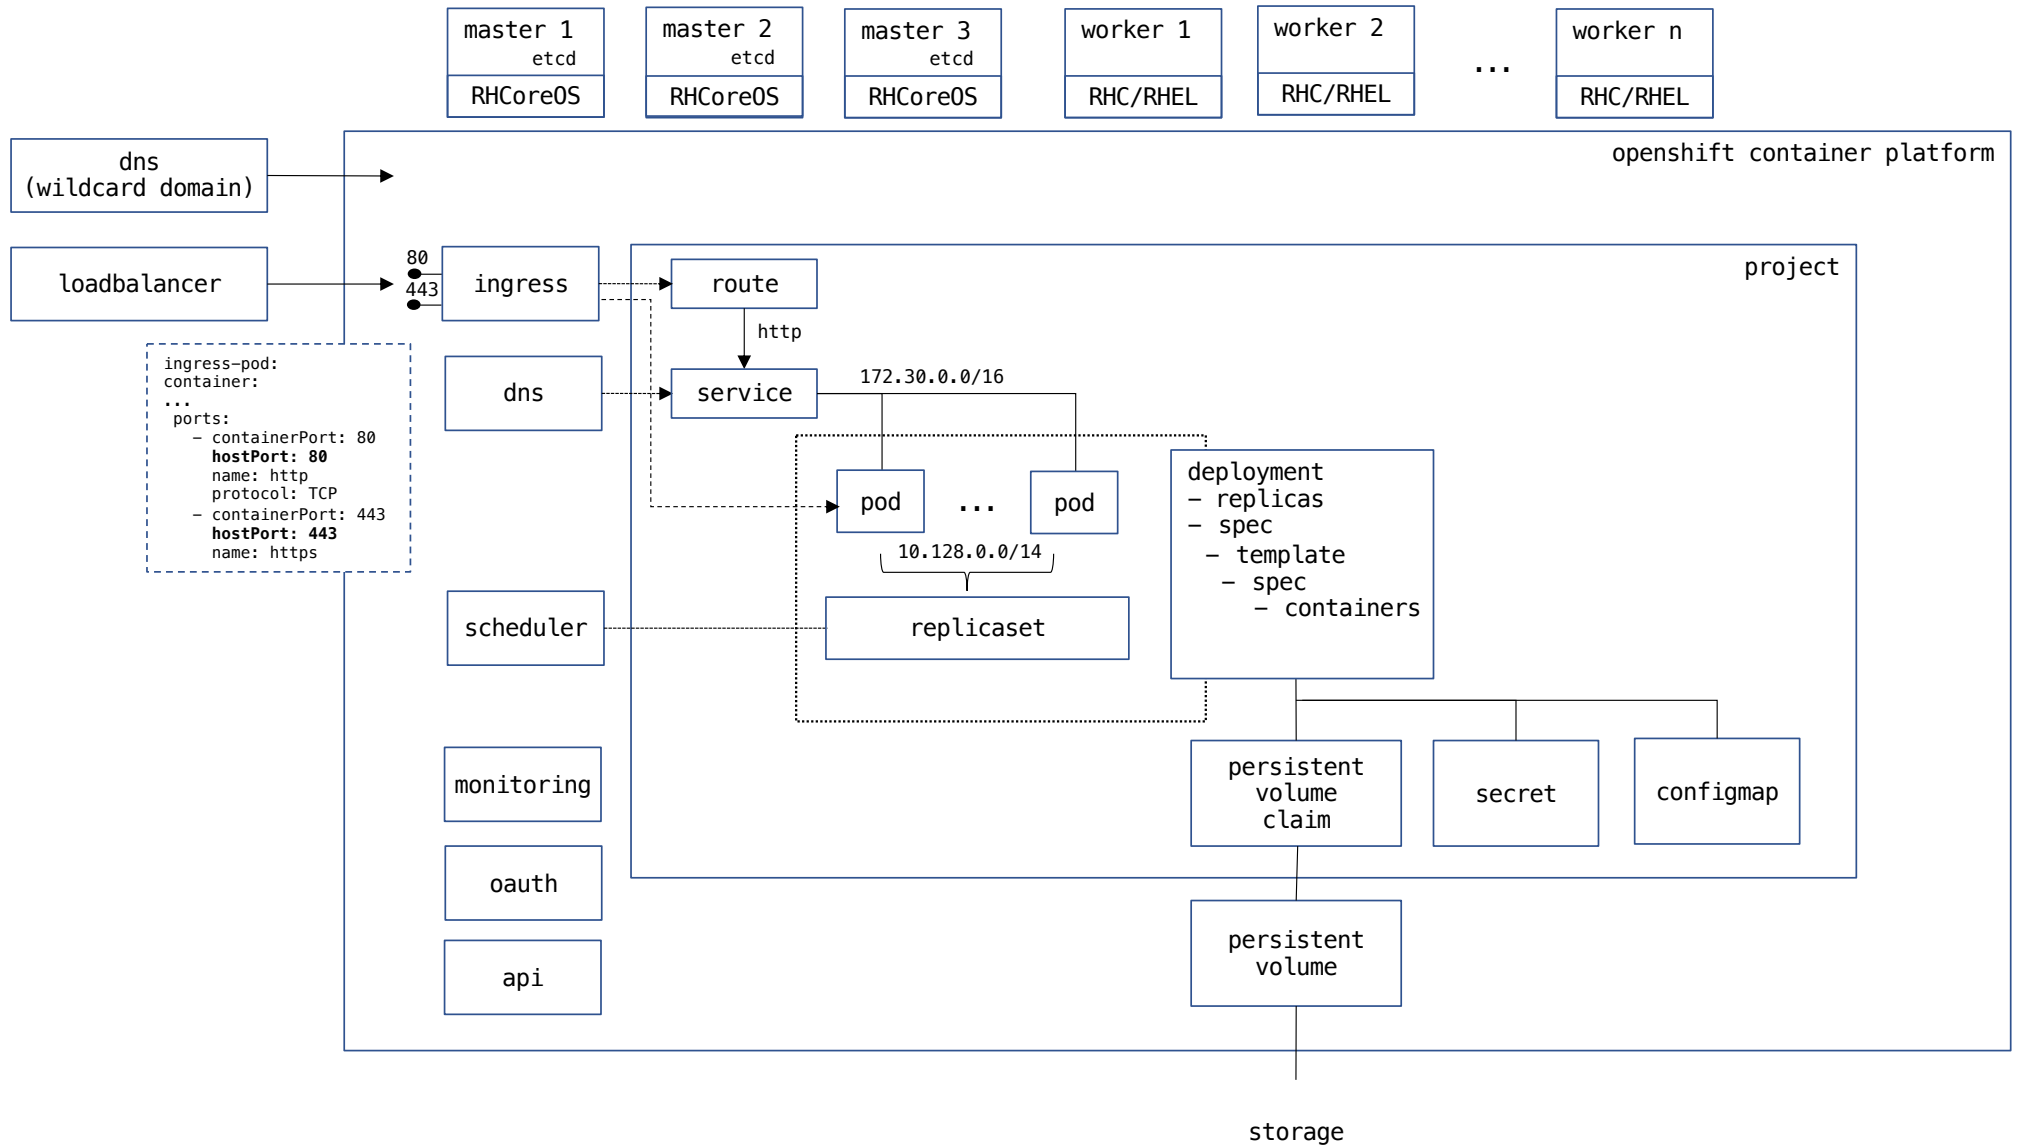 master 1
etcd
RHCoreOS
master 2
etcd
RHCoreOS
master 3
etcd
RHCoreOS
worker 1
RHC/RHEL
worker 2
RHC/RHEL
...
worker n
RHC/RHEL
openshift container platform
dns
(wildcard domain)
loadbalancer
80
443
ingress
route
project
http
ingress-pod:
container:
...
ports:
- containerPort: 80
hostPort: 80
name: http
protocol: TCP
- containerPort: 443
hostPort: 443
name: https
dns
service
172.30.0.0/16
pod
...
pod
10.128.0.0/14
deployment
- replicas
- spec
- template
- spec
- containers
scheduler
replicaset
monitoring
persistent
volume
claim
secret
configmap
oauth
persistent
volume
api
storage